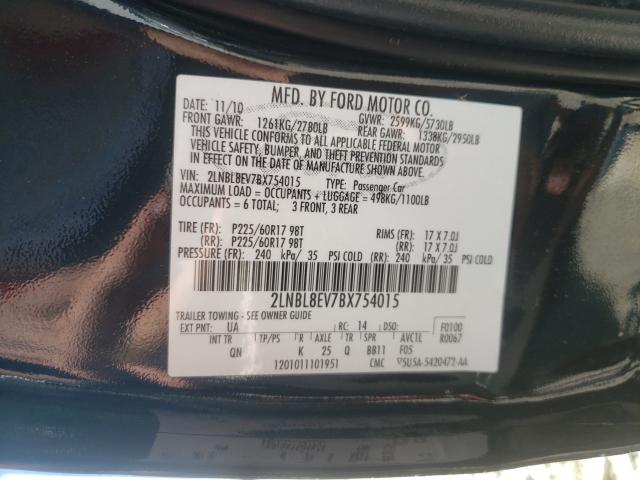 MFD. BY FORD MOTOR CO.
DATE: 11/10 GVWR: 2599KG/5730LB
FRONT GAWR: 1261KG/2780LB REAR GAWR: 1338KG/2950LB
THIS VEHICLE CONFORMS TO ALL APPLICABLE FEDERAL MOTOR
VEHICLE SAFETY, BUMPER, AND THEFT PREVENTION STANDARDS
IN EFFECT ON THE DATE OF MANUFACTURE SHOWN ABOVE.
VIN: 2LNBL8EV7BX754015 TYPE: Passenger Car
MAXIMUM LOAD = OCCUPANTS + LUGGAGE = 498KG/1100LB
OCCUPANTS = 6 TOTAL; 3 FRONT, 3 REAR
TIRE (FR): P225/60R17 98T RIMS (FR): 17 X 7.0J
(RR): P225/60R17 98T (RR): 17 X 7.0J
PRESSURE (FR): 240 kPa/ 35 PSI COLD (RR): 240 kPa/ 35 PSI COLD
2LNBL8EV7BX754015
TRAILER TOWING - SEE OWNER GUIDE
EXT PNT: UA RC: 14 DSO: F0100
INT TR TP/PS R AXLE TR SPR AVC1L R0067
QN K 25 Q BB11 F05
1201011101951 CMC 5U5A-5420472-AA